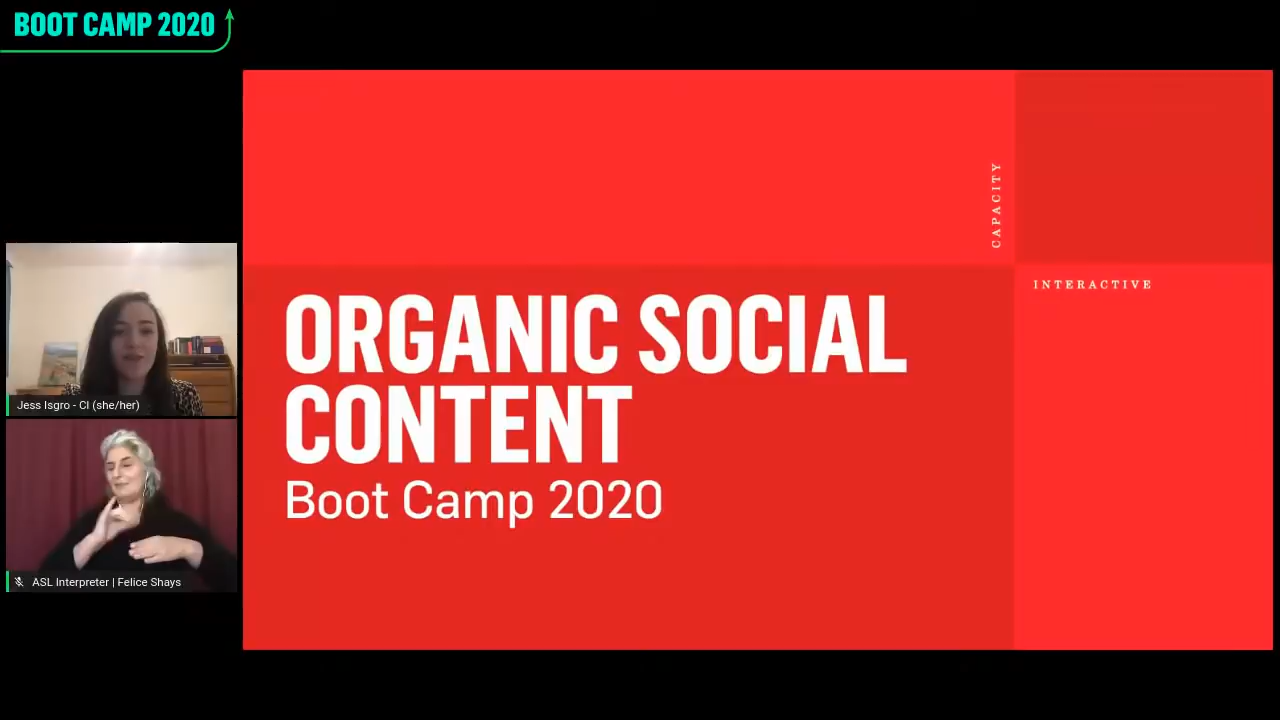 BOOT CAMP 2020
CAPACITY
INTERACTIVE
ORGANIC SOCIAL
CONTENT
Boot Camp 2020
Jess Isgro - CI (she/her)
ASL Interpreter | Felice Shays